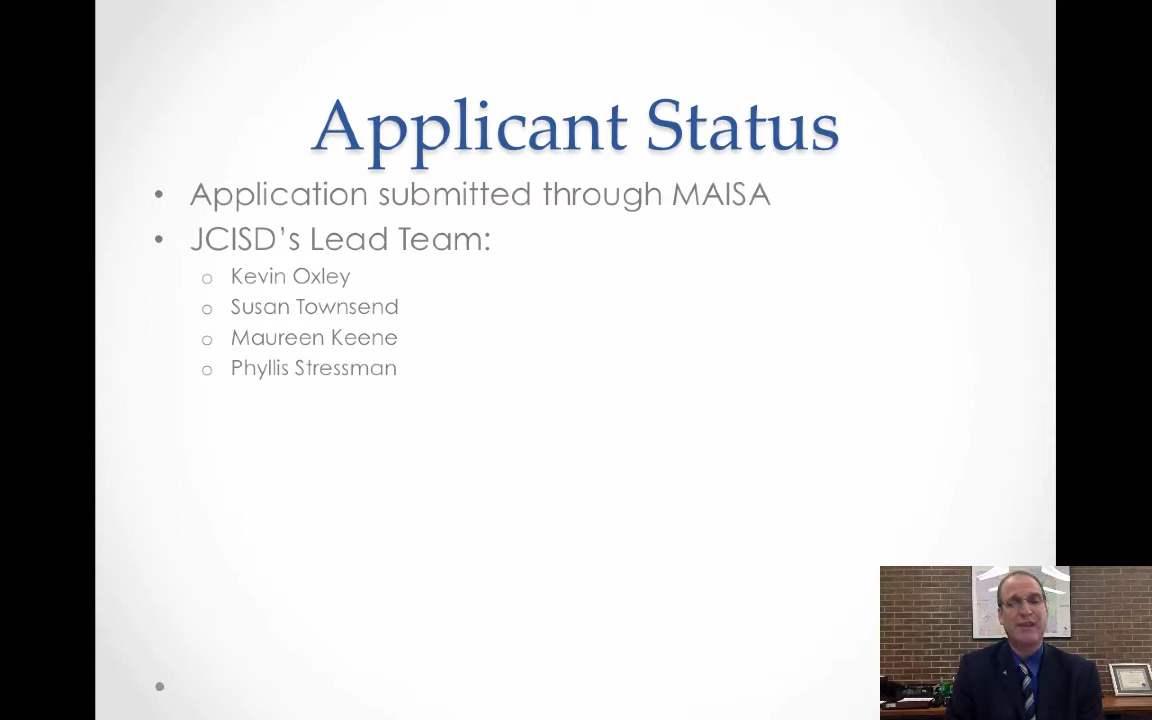 Applicant Status
• Application submitted through MAISA
• JCISD’s Lead Team:
o Kevin Oxley
o Susan Townsend
o Maureen Keene
o Phyllis Stressman
•